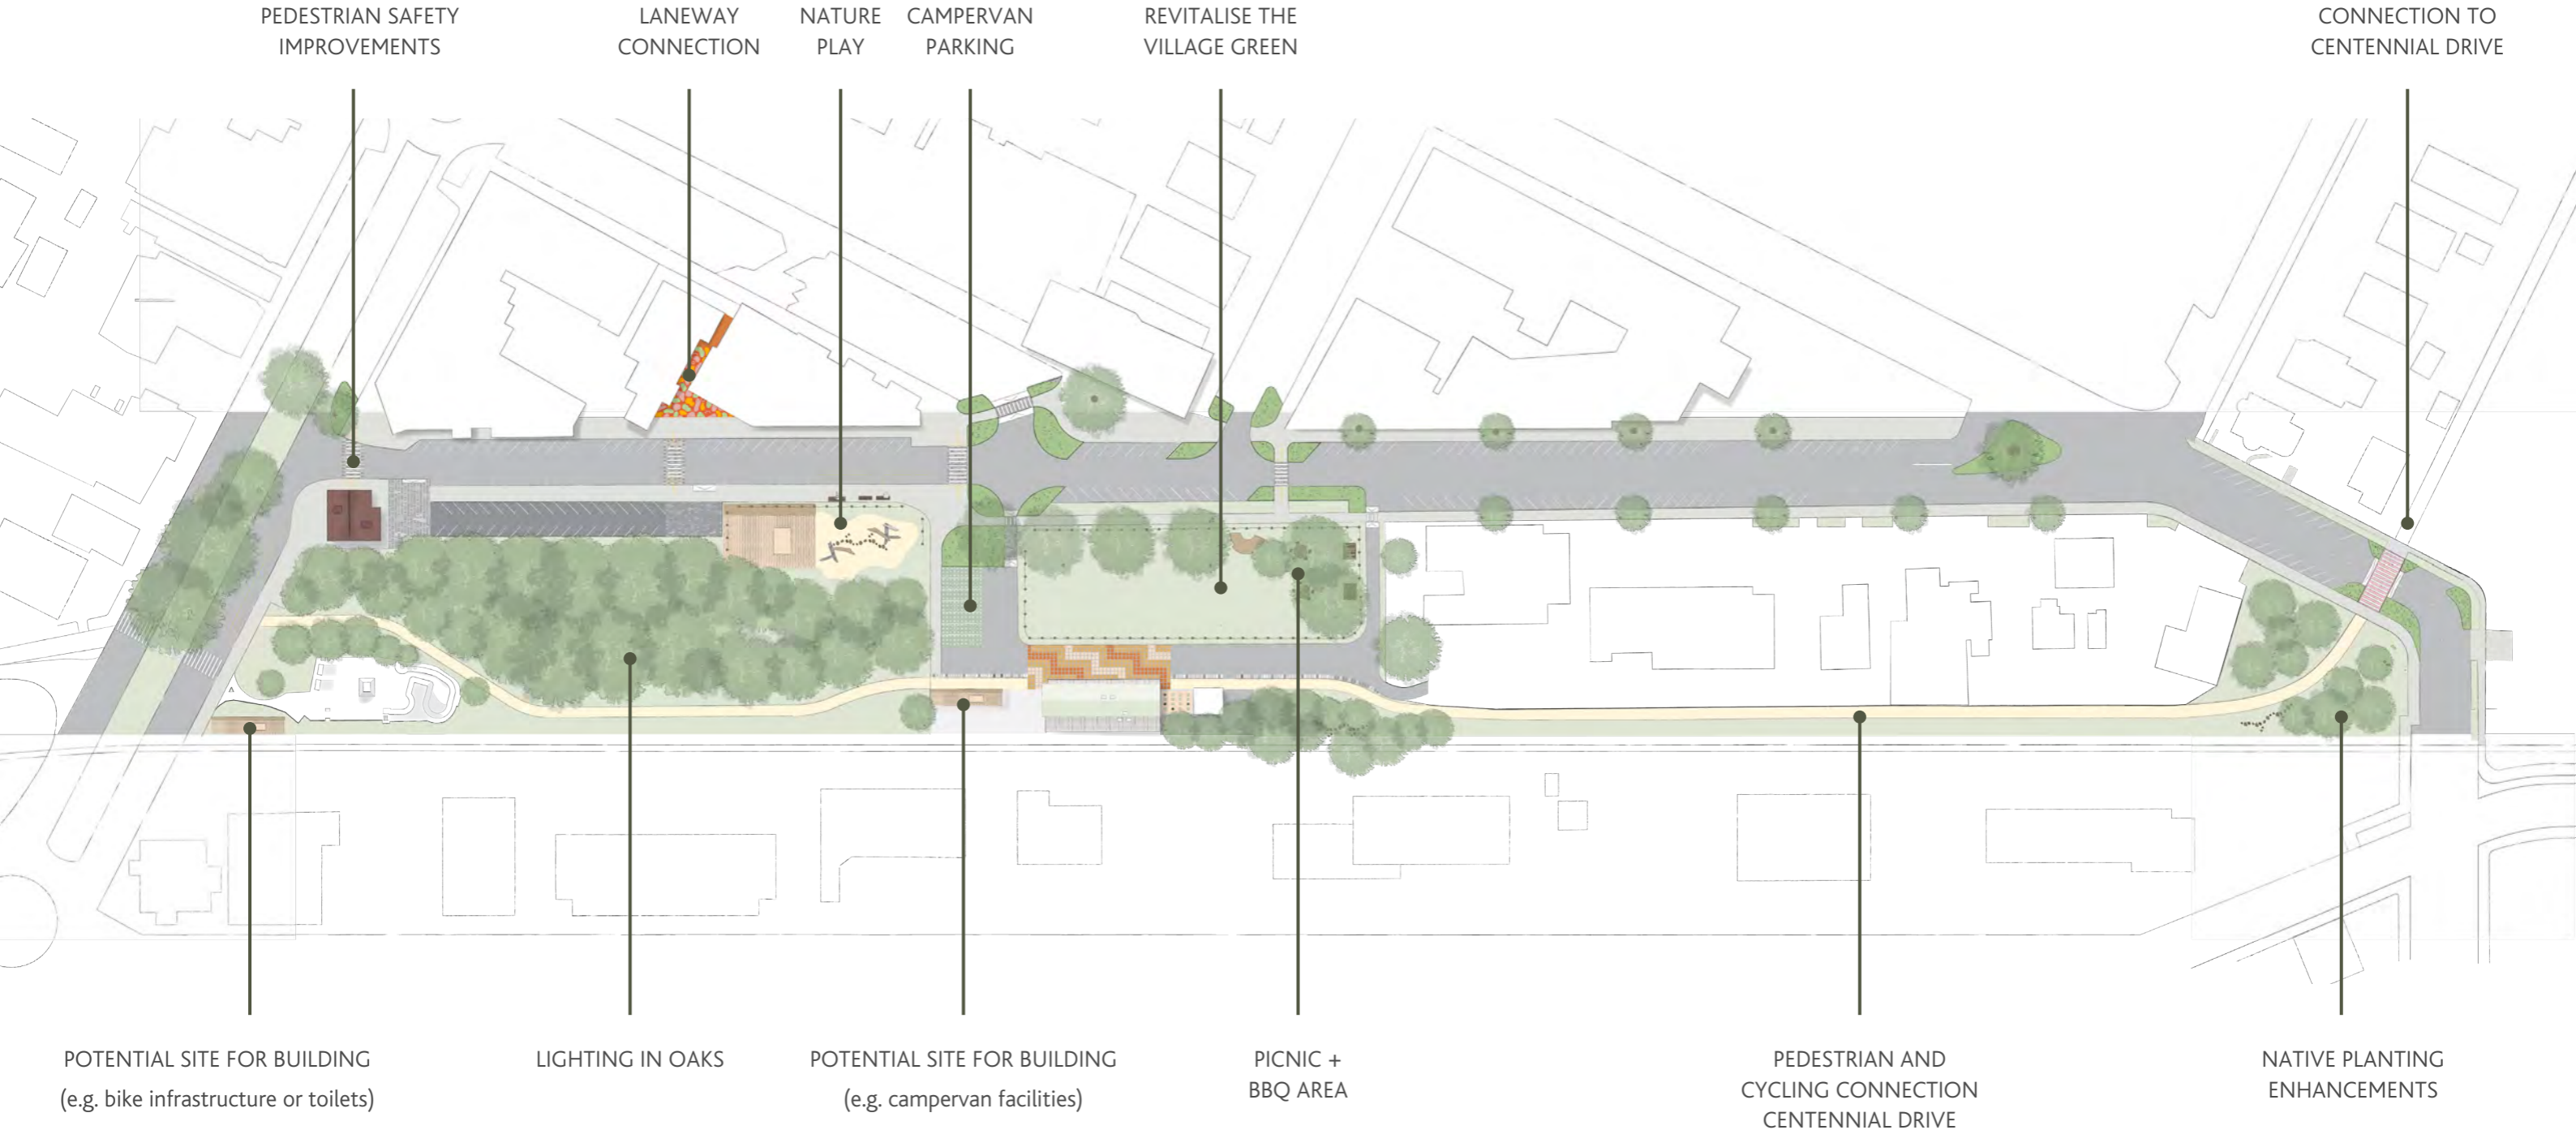 PEDESTRIAN SAFETY
IMPROVEMENTS
LANEWAY
CONNECTION
NATURE
PLAY
CAMPERVAN
PARKING
REVITALISE THE
VILLAGE GREEN
CONNECTION TO
CENTENNIAL DRIVE
POTENTIAL SITE FOR BUILDING
(e.g. bike infrastructure or toilets)
LIGHTING IN OAKS
POTENTIAL SITE FOR BUILDING
(e.g. campervan facilities)
PICNIC +
BBQ AREA
PEDESTRIAN AND
CYCLING CONNECTION
CENTENNIAL DRIVE
NATIVE PLANTING
ENHANCEMENTS